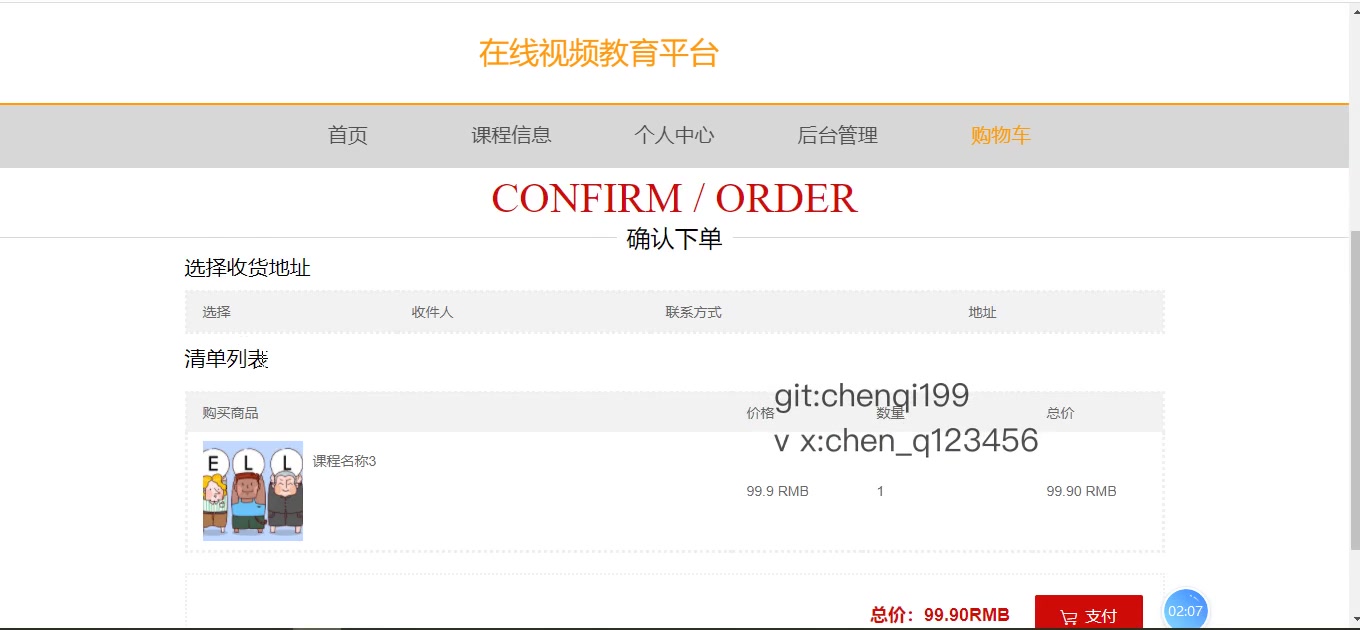 在线视频教育平台
首页 课程信息 个人中心 后台管理 购物车
CONFIRM / ORDER
确认下单
选择收货地址
选择 收件人 联系方式 地址
清单列表
git:chenqi199
购买商品 价格 数量 总价
v x:chen_q123456
E L L
课程名称3
99.9 RMB 1 99.90 RMB
总价：99.90RMB 支付
02:07